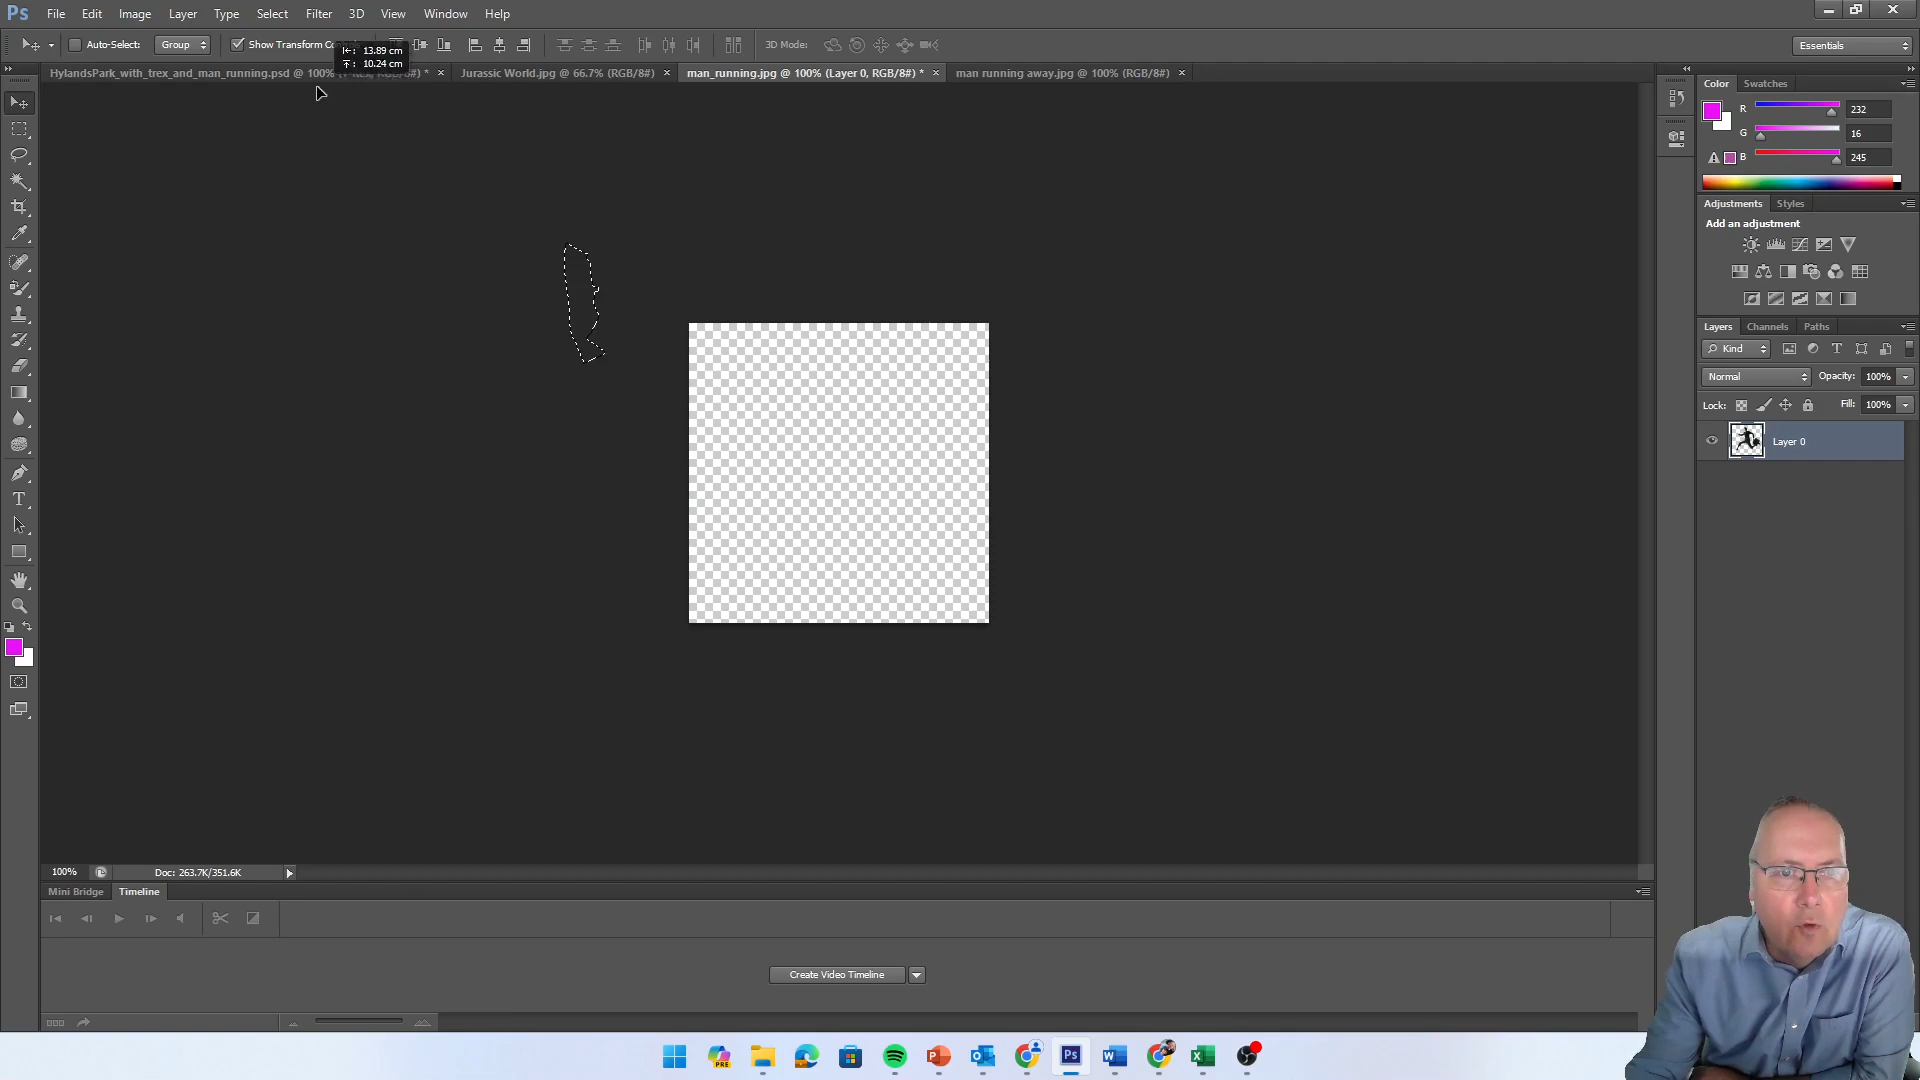 Ps File Edit Image Layer Type Select Filter 3D View Window Help
Auto-Select: Group Show Transform 3D Mode: Essentials
13.89 cm
10.24 cm
HylandsPark_with_trex_and_man_running.psd @ 100% Jurassic World.jpg @ 66.7% (RGB/8#) man_running.jpg @ 100% (Layer 0, RGB/8#) * man running away.jpg @ 100% (RGB/8#)
Color Swatches
R 232
G 16
B 245
Adjustments Styles
Add an adjustment
Layers Channels Paths
Kind
Normal Opacity: 100%
Lock: Fill: 100%
Layer 0
100% Doc: 263.7K/351.6K
Mini Bridge Timeline
Create Video Timeline